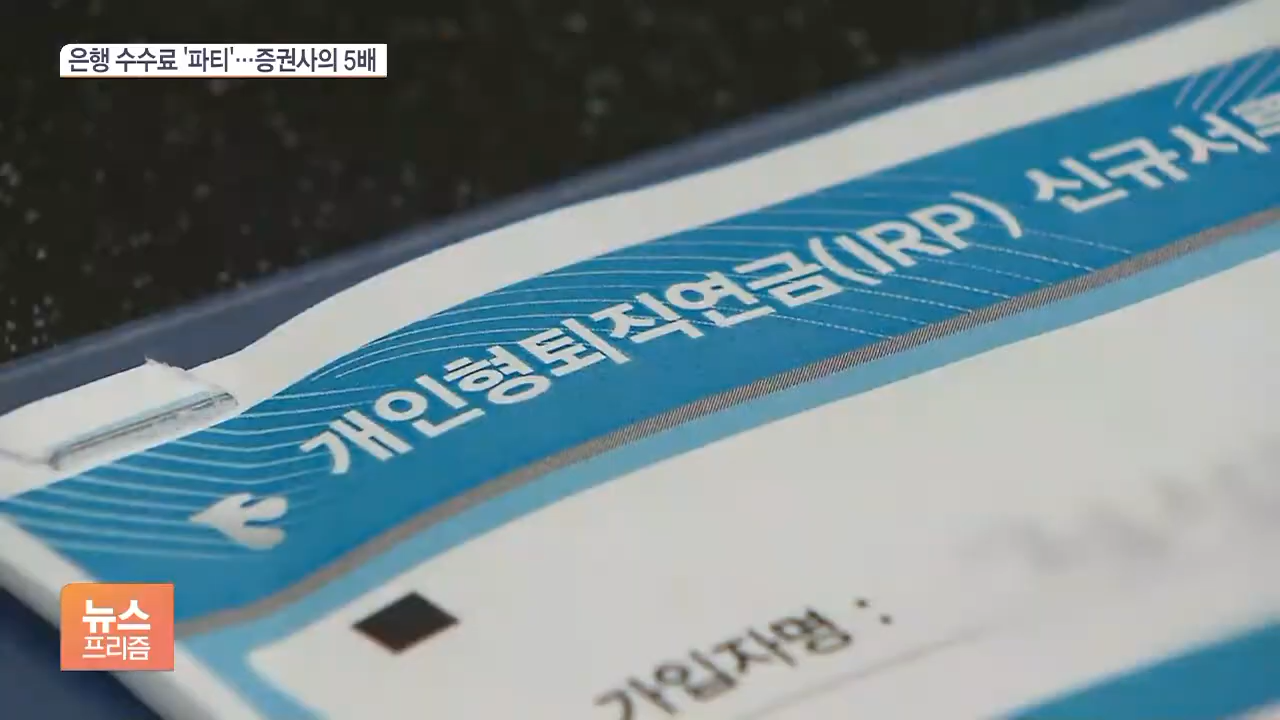 은행 수수료 '파티'…증권사의 5배
개인형퇴직연금(IRP) 신규서류
가입자명 :
뉴스
프리즘